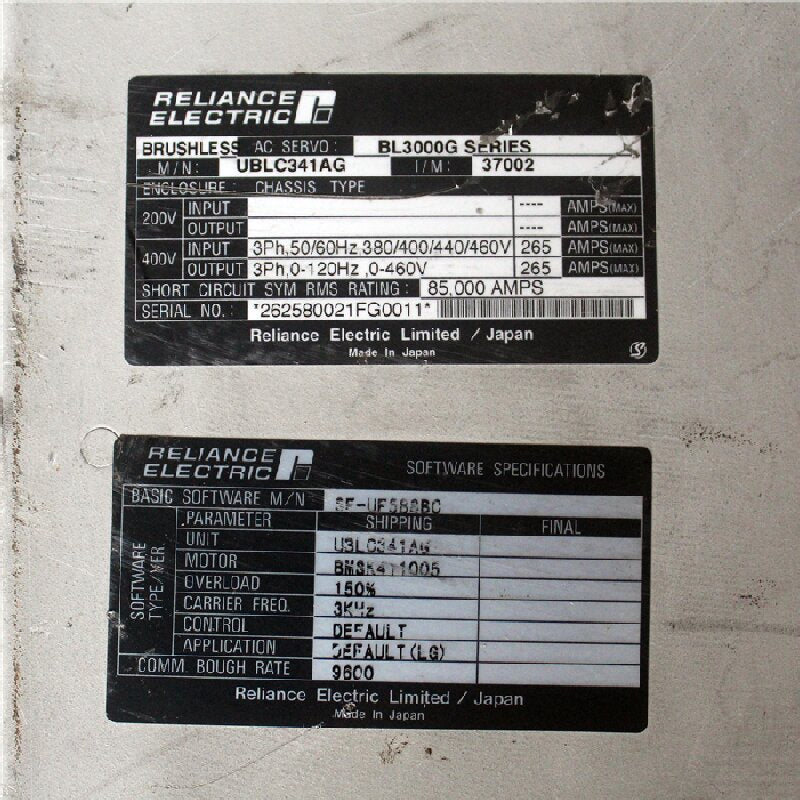 RELIANCE
ELECTRIC
BRUSHLESS AC SERVO: BL3000G SERIES
M/N: UBLC341AG I/M: 37002
ENCLOSURE: CHASSIS TYPE
200V INPUT ---- AMPS(MAX)
OUTPUT ---- AMPS(MAX)
400V INPUT 3Ph,50/60Hz 380/400/440/460V 265 AMPS(MAX)
OUTPUT 3Ph,0-120Hz ,0-460V 265 AMPS(MAX)
SHORT CIRCUIT SYM RMS RATING: 85,000 AMPS
SERIAL NO. : *262580021FG0011*
Reliance Electric Limited / Japan
Made In Japan
RELIANCE
ELECTRIC
SOFTWARE SPECIFICATIONS
BASIC SOFTWARE M/N
SOFTWARE TYPE/VER
PARAMETER SHIPPING FINAL
UNIT UBLC341AG
MOTOR
OVERLOAD 150%
CARRIER FREQ. 3KHz
CONTROL DEFAULT
APPLICATION DEFAULT(LG)
COMM. BOUGH RATE 9600
Reliance Electric Limited / Japan
Made In Japan